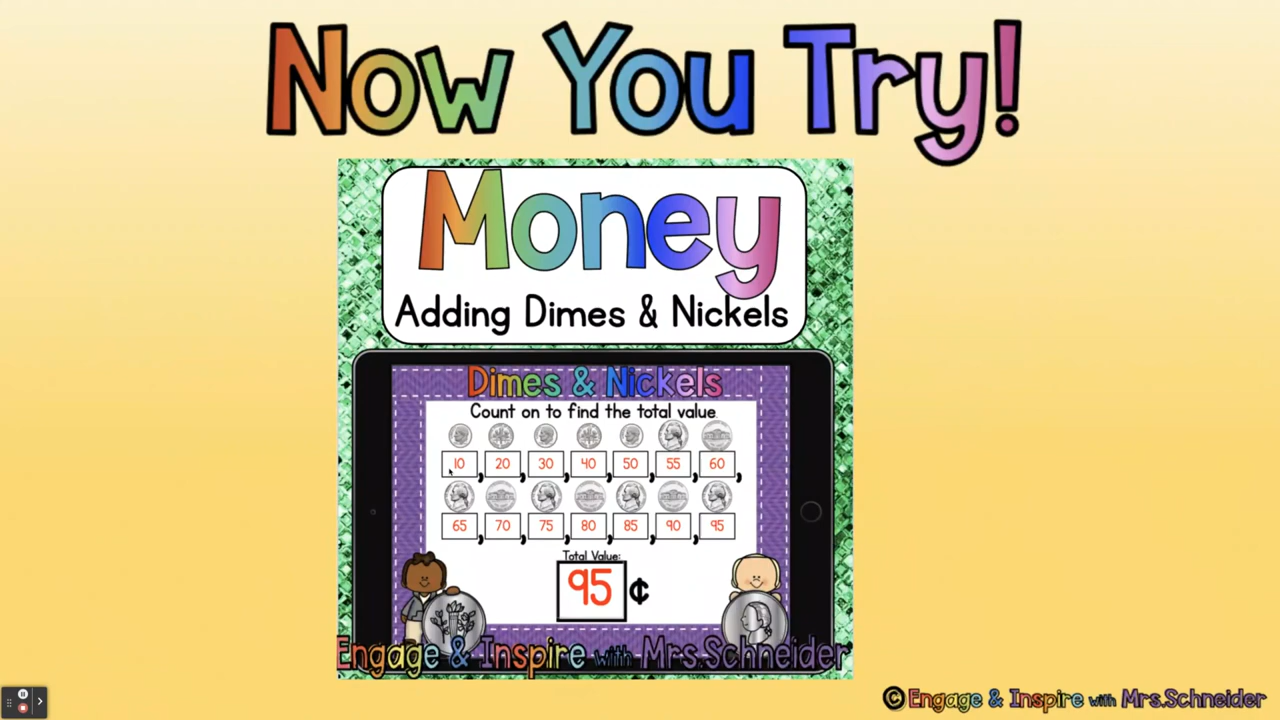 Now You Try!
Money
Adding Dimes & Nickels
Dimes & Nickels
Count on to find the total value.
10, 20, 30, 40, 50, 55, 60,
65, 70, 75, 80, 85, 90, 95
Total Value:
95 ¢
Engage & Inspire with Mrs.Schneider
© Engage & Inspire with Mrs.Schneider